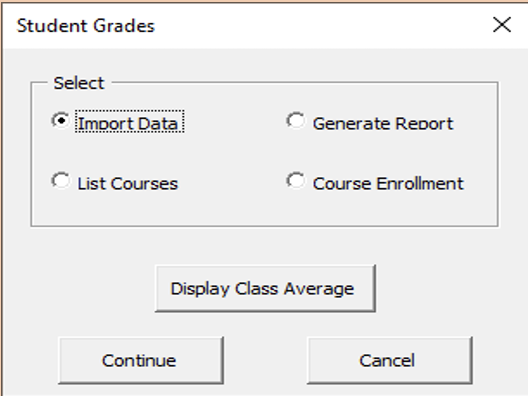 Student Grades
Select
Import Data
Generate Report
List Courses
Course Enrollment
Display Class Average
Continue
Cancel